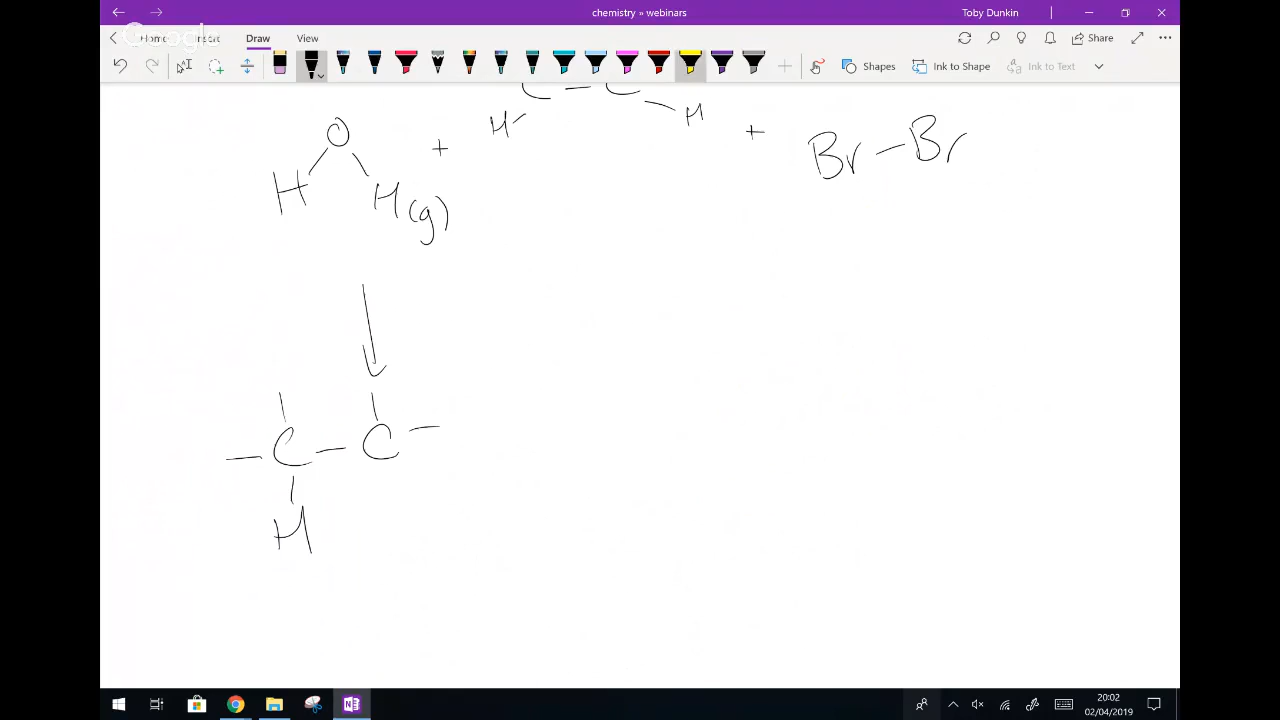 chemistry » webinars
Toby Dunkin
Google
Home Insert Draw View
Share
Shapes Ink to Shape Ink to Text
C - C
H H
O + + Br - Br
H H(g)
C - C
H
20:02
02/04/2019